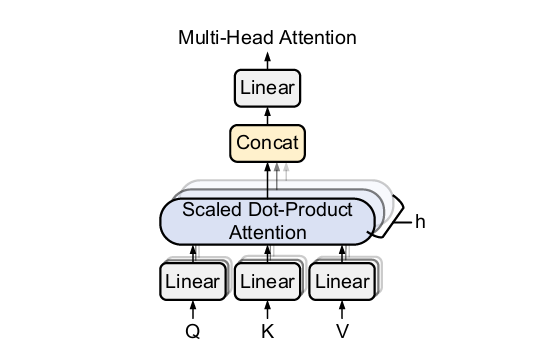 Multi-Head Attention
Linear
Concat
Scaled Dot-Product
Attention
h
Linear
Linear
Linear
Q
K
V